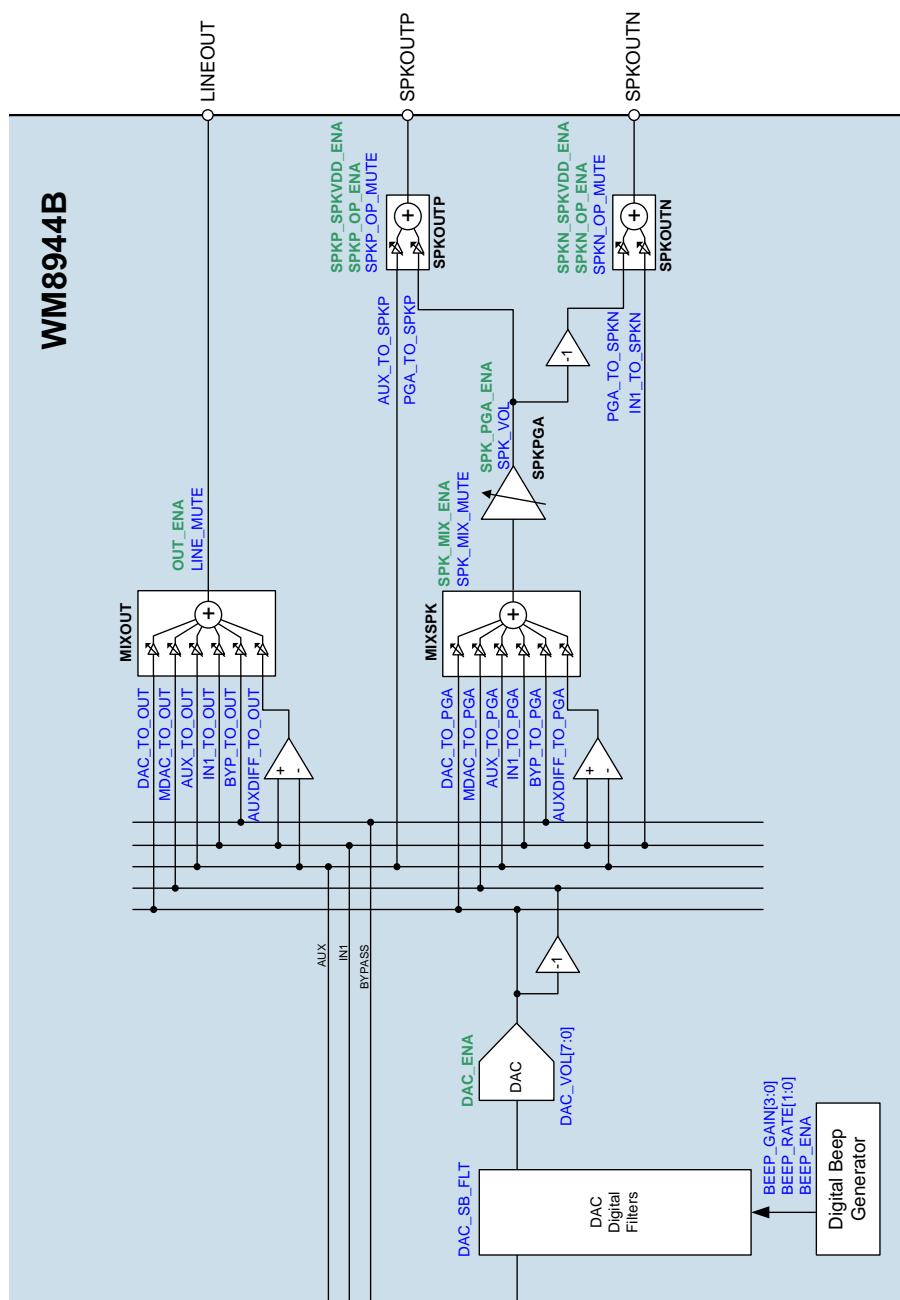 WM8944B
LINEOUT
SPKOUTP
SPKOUTN
OUT_ENA
LINE_MUTE
MIXOUT
DAC_TO_OUT
MDAC_TO_OUT
AUX_TO_OUT
IN1_TO_OUT
BYP_TO_OUT
AUXDIFF_TO_OUT
+
-
+
SPKP_SPKVDD_ENA
SPKP_OP_ENA
SPKP_OP_MUTE
SPKOUTP
+
AUX_TO_SPKP
PGA_TO_SPKP
SPKN_SPKVDD_ENA
SPKN_OP_ENA
SPKN_OP_MUTE
SPKOUTN
+
PGA_TO_SPKN
IN1_TO_SPKN
-1
SPK_PGA_ENA
SPK_VOL
SPKPGA
SPK_MIX_ENA
SPK_MIX_MUTE
MIXSPK
+
DAC_TO_PGA
MDAC_TO_PGA
AUX_TO_PGA
IN1_TO_PGA
BYP_TO_PGA
AUXDIFF_TO_PGA
+
-
AUX
IN1
BYPASS
-1
DAC_ENA
DAC
DAC_VOL[7:0]
DAC_SB_FLT
DAC
Digital
Filters
BEEP_GAIN[3:0]
BEEP_RATE[1:0]
BEEP_ENA
Digital Beep
Generator